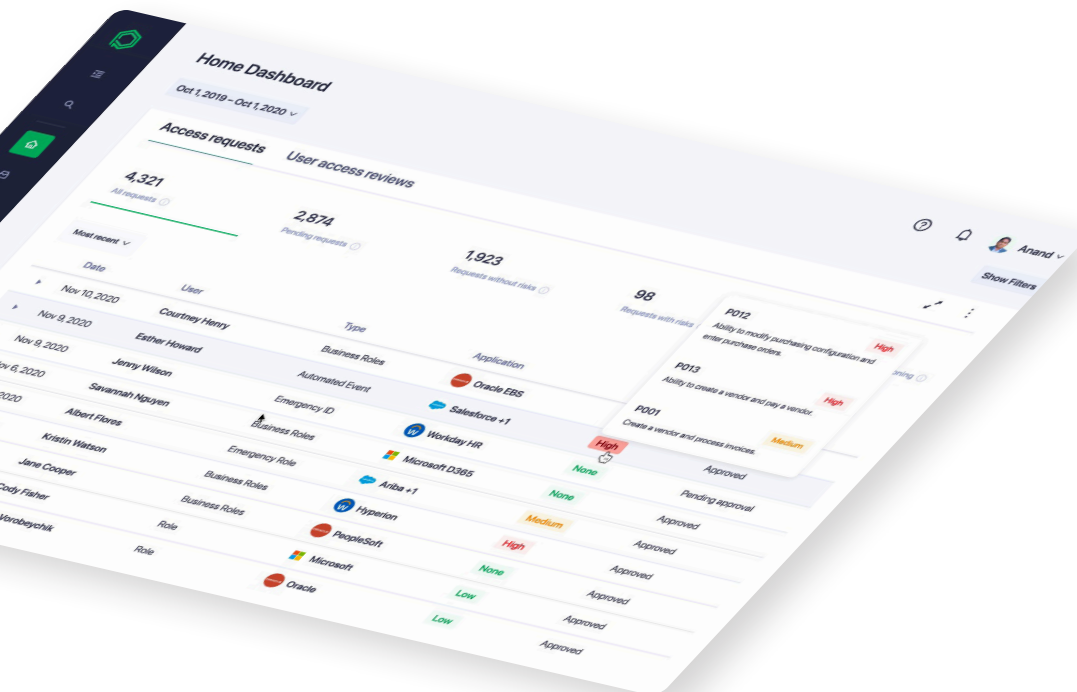 Home Dashboard
Oct 1, 2019 – Oct 1, 2020
Anand
Show Filters
Access requests User access reviews
4,321 2,874 1,923 98
All requests Pending requests Requests without risks Requests with risks
Most recent
Date User Type Application
Nov 10, 2020 Courtney Henry Business Roles Oracle EBS
Nov 9, 2020 Esther Howard Automated Event Salesforce +1 High Approved
Nov 9, 2020 Jenny Wilson Emergency ID Workday HR None Pending approval
ov 6, 2020 Savannah Nguyen Business Roles Microsoft D365 None Approved
2020 Albert Flores Emergency Role Ariba +1 Medium Approved
Kristin Watson Business Roles Hyperion High Approved
Jane Cooper Business Roles PeopleSoft None Approved
Cody Fisher Role Microsoft Low Approved
Vorobeychik Role Oracle Low Approved
P012
Ability to modify purchasing configuration and
enter purchase orders.
High
P013
Ability to create a vendor and pay a vendor.
High
P001
Create a vendor and process invoices.
Medium